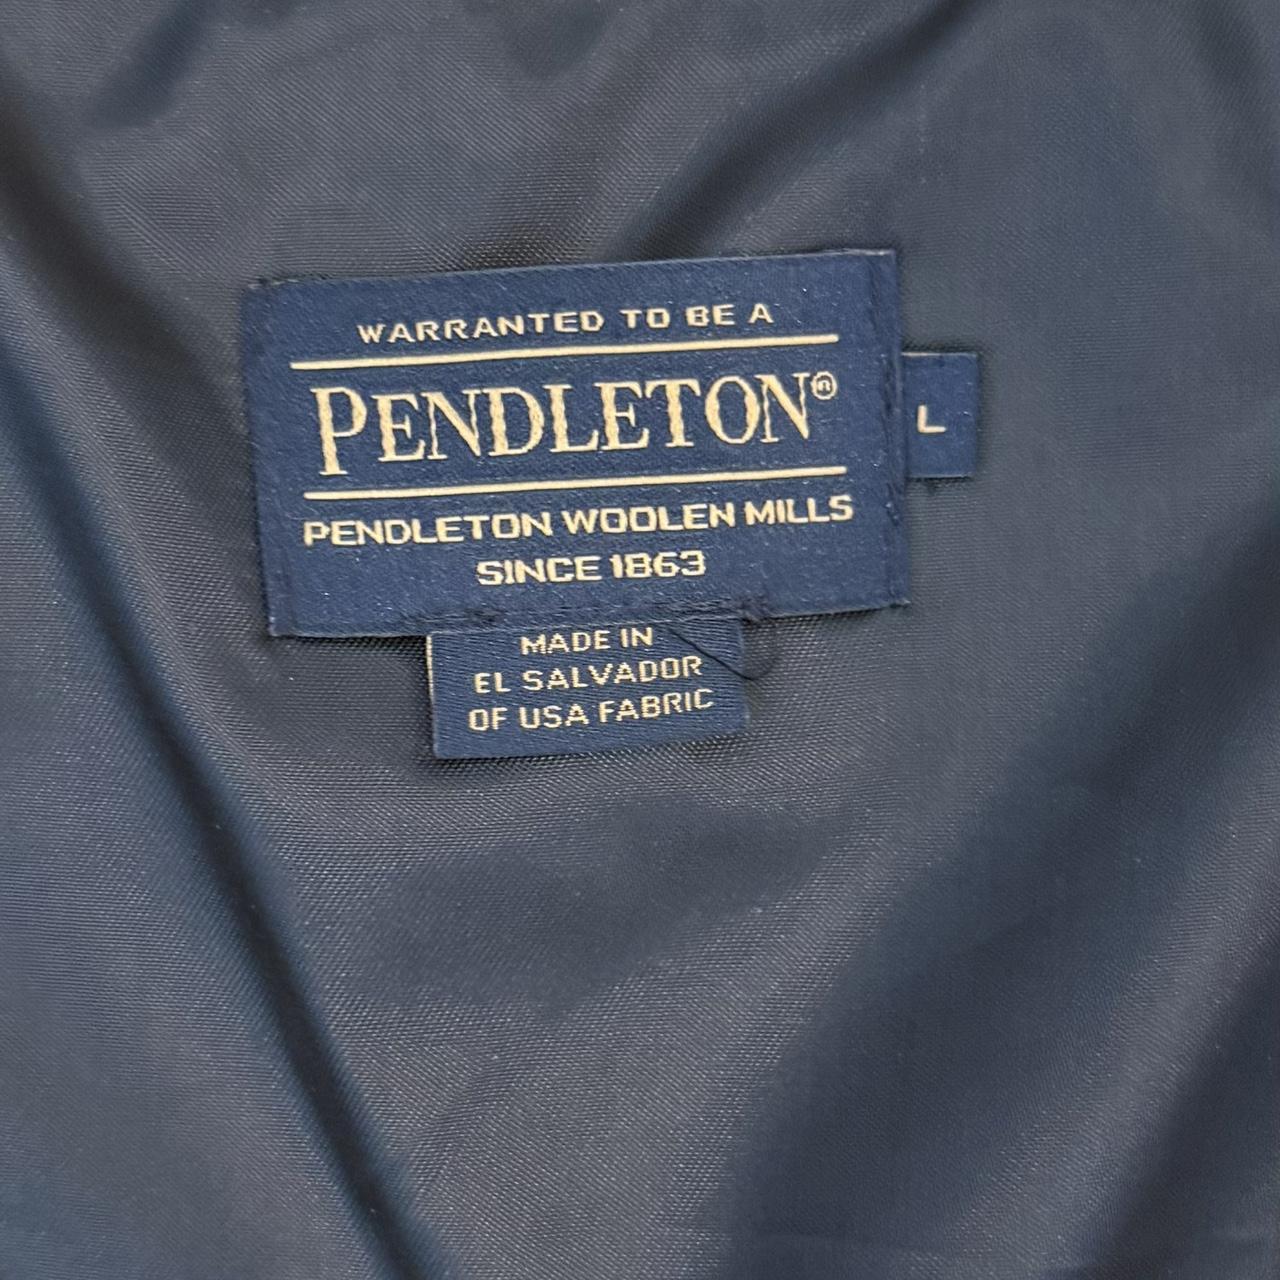 WARRANTED TO BE A
PENDLETON®
PENDLETON WOOLEN MILLS
SINCE 1863
L
MADE IN
EL SALVADOR
OF USA FABRIC